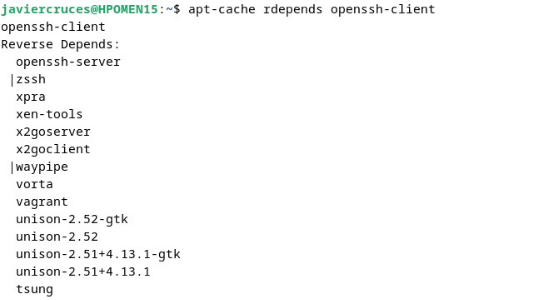 javiercruces@HPOMEN15:~$ apt-cache rdepends openssh-client
openssh-client
Reverse Depends:
  openssh-server
 |zssh
  xpra
  xen-tools
  x2goserver
  x2goclient
 |waypipe
  vorta
  vagrant
  unison-2.52-gtk
  unison-2.52
  unison-2.51+4.13.1-gtk
  unison-2.51+4.13.1
  tsung